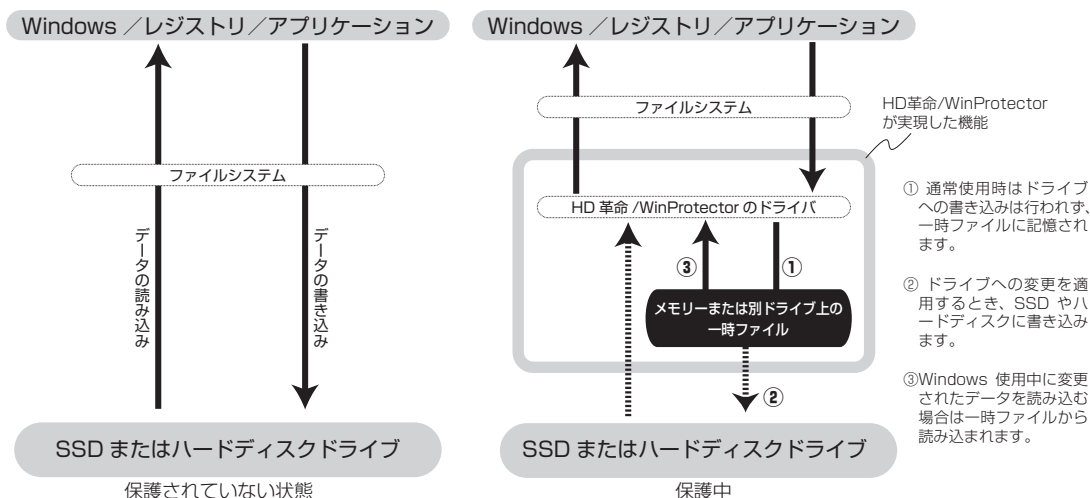 Windows ／レジストリ／アプリケーション
ファイルシステム
データの読み込み
データの書き込み
SSD またはハードディスクドライブ
保護されていない状態
Windows ／レジストリ／アプリケーション
ファイルシステム
HD革命/WinProtector
が実現した機能
HD 革命 /WinProtector のドライバ
③
①
メモリーまたは別ドライブ上の
一時ファイル
②
SSD またはハードディスクドライブ
保護中
① 通常使用時はドライブ
への書き込みは行われず、
一時ファイルに記憶され
ます。
② ドライブへの変更を適
用するとき、SSD やハ
ードディスクに書き込み
ます。
③Windows 使用中に変更
されたデータを読み込む
場合は一時ファイルから
読み込まれます。